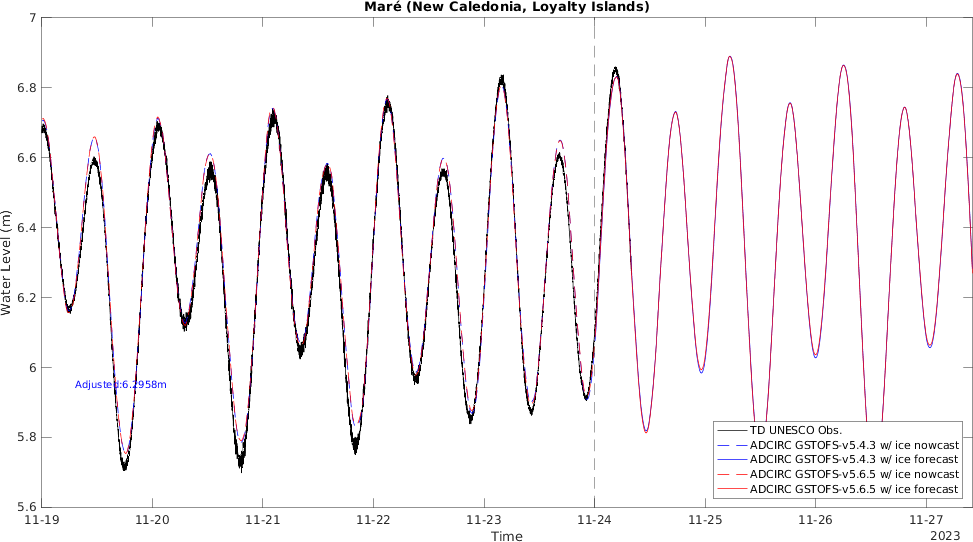 Maré (New Caledonia, Loyalty Islands)
7
6.8
6.6
6.4
6.2
6
5.8
5.6
Water Level (m)
Adjusted:6.2958m
TD UNESCO Obs.
ADCIRC GSTOFS-v5.4.3 w/ ice nowcast
ADCIRC GSTOFS-v5.4.3 w/ ice forecast
ADCIRC GSTOFS-v5.6.5 w/ ice nowcast
ADCIRC GSTOFS-v5.6.5 w/ ice forecast
11-19 11-20 11-21 11-22 11-23 11-24 11-25 11-26 11-27
Time
2023